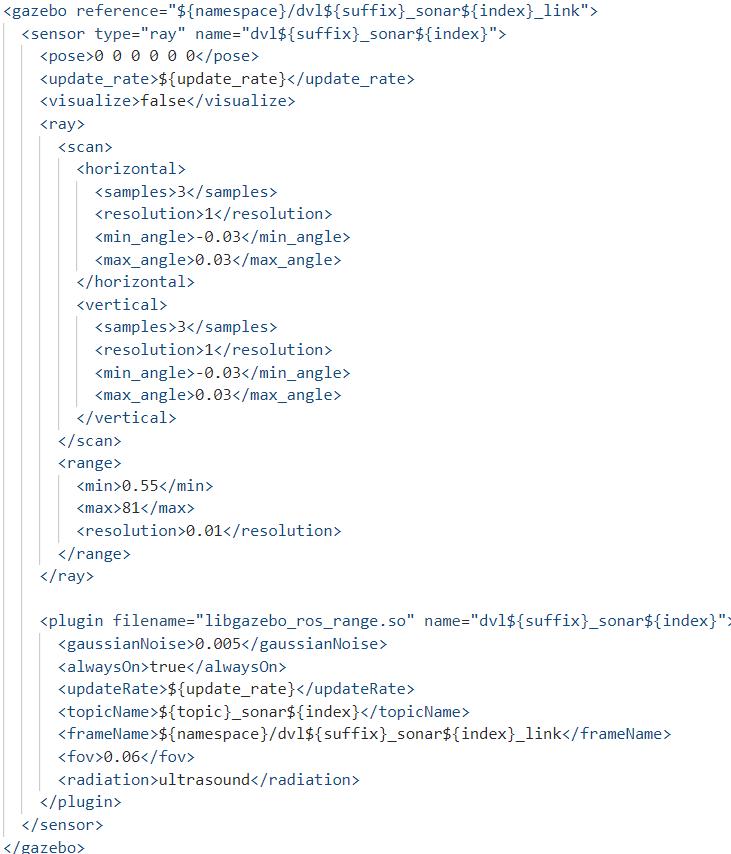 <gazebo reference="${namespace}/dvl${suffix}_sonar${index}_link">
<sensor type="ray" name="dvl${suffix}_sonar${index}">
<pose>0 0 0 0 0 0</pose>
<update_rate>${update_rate}</update_rate>
<visualize>false</visualize>
<ray>
<scan>
<horizontal>
<samples>3</samples>
<resolution>1</resolution>
<min_angle>-0.03</min_angle>
<max_angle>0.03</max_angle>
</horizontal>
<vertical>
<samples>3</samples>
<resolution>1</resolution>
<min_angle>-0.03</min_angle>
<max_angle>0.03</max_angle>
</vertical>
</scan>
<range>
<min>0.55</min>
<max>81</max>
<resolution>0.01</resolution>
</range>
</ray>
<plugin filename="libgazebo_ros_range.so" name="dvl${suffix}_sonar${index}">
<gaussianNoise>0.005</gaussianNoise>
<alwaysOn>true</alwaysOn>
<updateRate>${update_rate}</updateRate>
<topicName>${topic}_sonar${index}</topicName>
<frameName>${namespace}/dvl${suffix}_sonar${index}_link</frameName>
<fov>0.06</fov>
<radiation>ultrasound</radiation>
</plugin>
</sensor>
</gazebo>